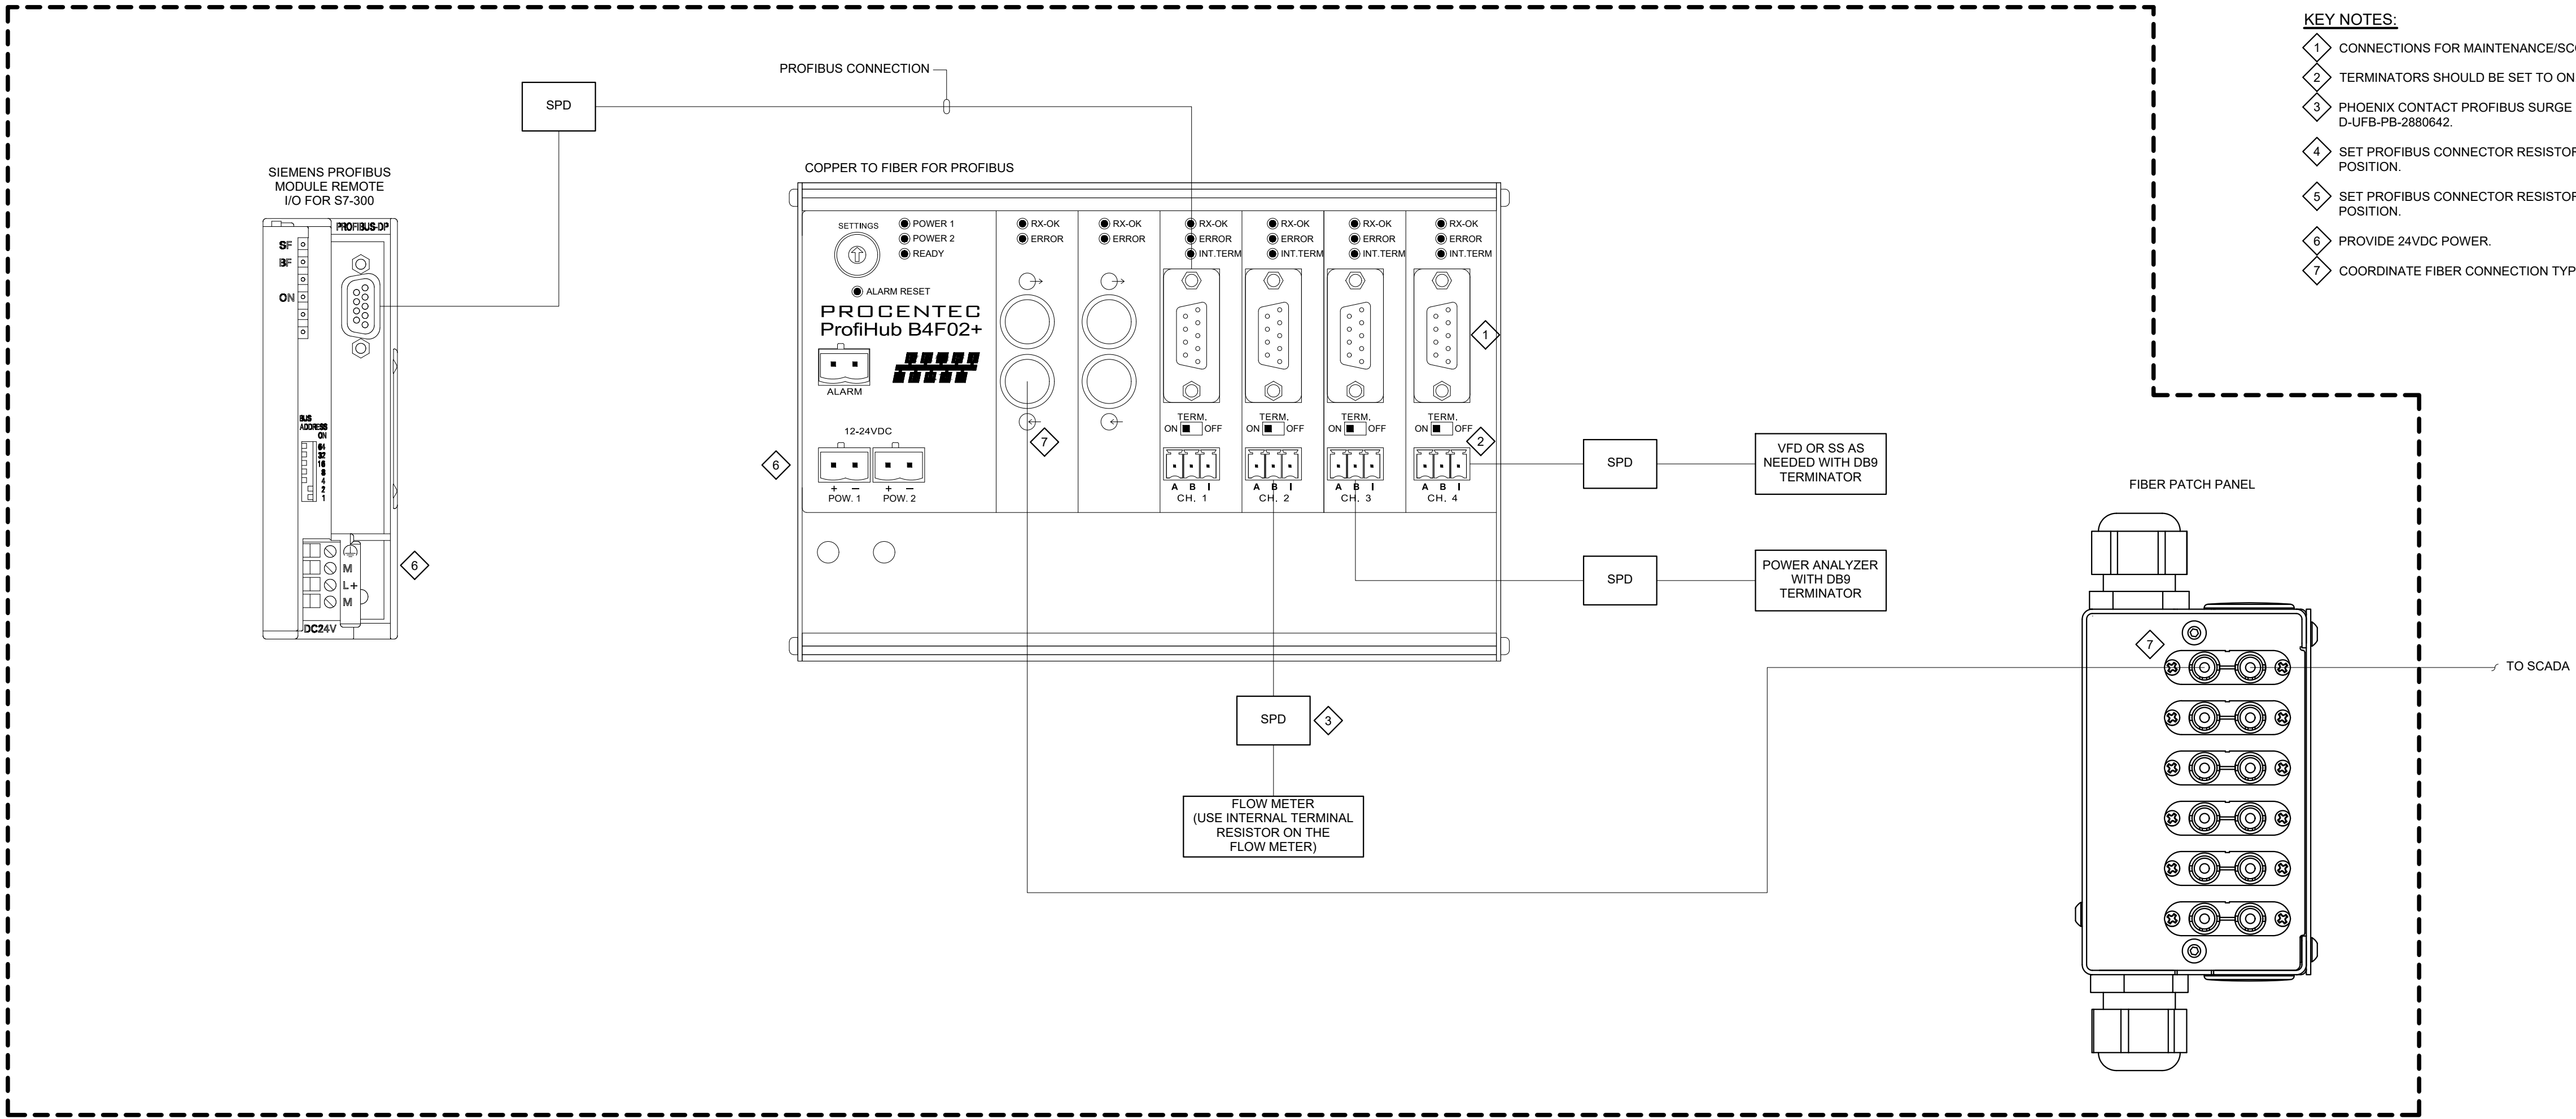 KEY NOTES:
1 CONNECTIONS FOR MAINTENANCE/SC
2 TERMINATORS SHOULD BE SET TO ON
3 PHOENIX CONTACT PROFIBUS SURGE
D-UFB-PB-2880642.
4 SET PROFIBUS CONNECTOR RESISTOR
POSITION.
5 SET PROFIBUS CONNECTOR RESISTOR
POSITION.
6 PROVIDE 24VDC POWER.
7 COORDINATE FIBER CONNECTION TYP
PROFIBUS CONNECTION
SPD
SIEMENS PROFIBUS
MODULE REMOTE
I/O FOR S7-300
PROFIBUS-DP
SF
BF
ON
BUS
ADDRESS
ON
64
32
16
8
4
2
1
M
L+
M
DC24V
6
COPPER TO FIBER FOR PROFIBUS
SETTINGS
POWER 1
POWER 2
READY
ALARM RESET
PROCENTEC
ProfiHub B4F02+
ALARM
12-24VDC
+ − + −
POW. 1 POW. 2
6
RX-OK
ERROR
7
RX-OK
ERROR
RX-OK
ERROR
INT.TERM
TERM.
ON OFF
A B I
CH. 1
RX-OK
ERROR
INT.TERM
TERM.
ON OFF
A B I
CH. 2
RX-OK
ERROR
INT.TERM
TERM.
ON OFF
A B I
CH. 3
RX-OK
ERROR
INT.TERM
1
TERM.
ON OFF
2
A B I
CH. 4
SPD
VFD OR SS AS
NEEDED WITH DB9
TERMINATOR
SPD
POWER ANALYZER
WITH DB9
TERMINATOR
SPD
3
FLOW METER
(USE INTERNAL TERMINAL
RESISTOR ON THE
FLOW METER)
FIBER PATCH PANEL
7
TO SCADA